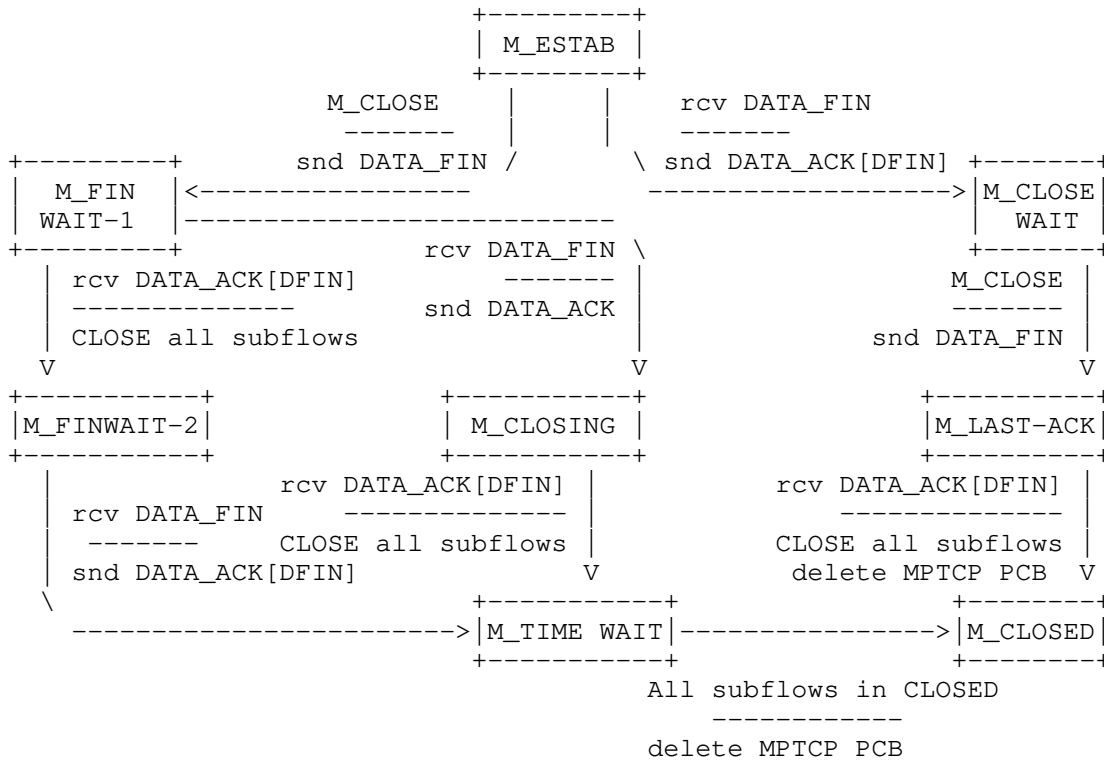 M_ESTAB
M_CLOSE rcv DATA_FIN
snd DATA_FIN snd DATA_ACK[DFIN]
M_FIN M_CLOSE
WAIT-1 WAIT
rcv DATA_FIN
rcv DATA_ACK[DFIN] M_CLOSE
snd DATA_ACK
CLOSE all subflows snd DATA_FIN
M_FINWAIT-2 M_CLOSING M_LAST-ACK
rcv DATA_ACK[DFIN] rcv DATA_ACK[DFIN]
rcv DATA_FIN
CLOSE all subflows CLOSE all subflows
snd DATA_ACK[DFIN] delete MPTCP PCB
M_TIME WAIT M_CLOSED
All subflows in CLOSED
delete MPTCP PCB